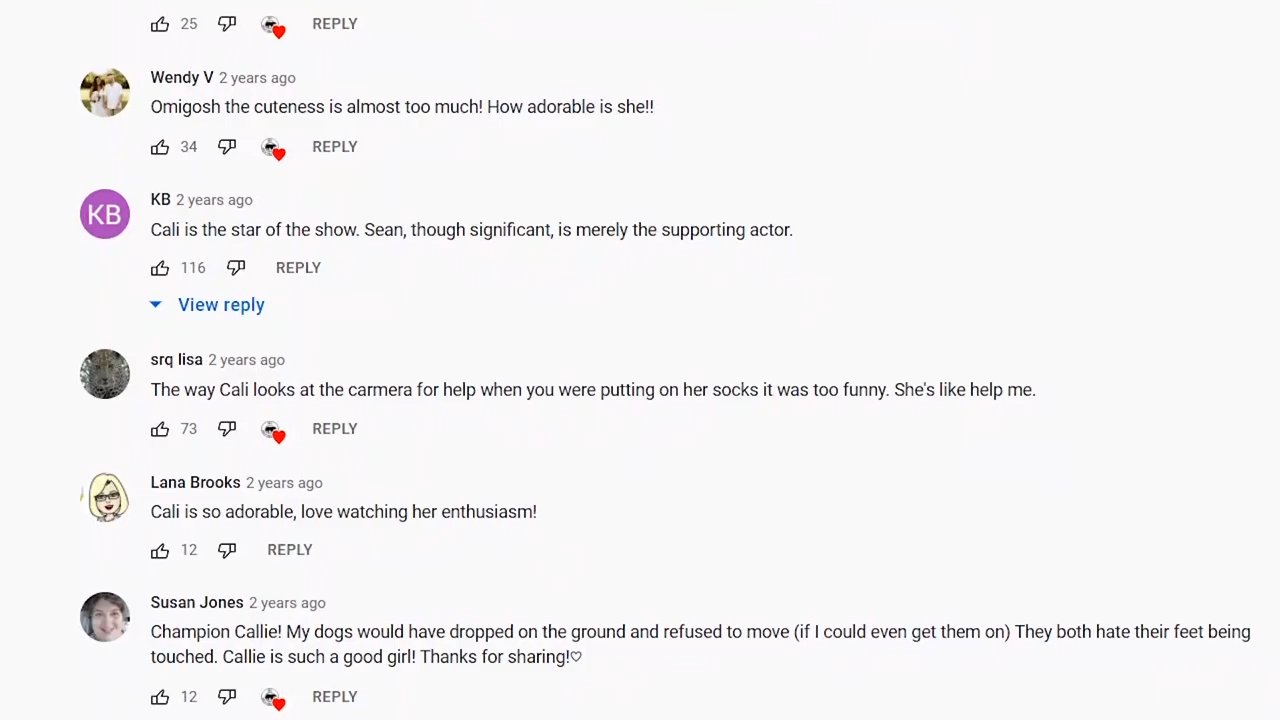 25 REPLY
Wendy V 2 years ago
Omigosh the cuteness is almost too much! How adorable is she!!
34 REPLY
KB
KB 2 years ago
Cali is the star of the show. Sean, though significant, is merely the supporting actor.
116 REPLY
View reply
srq lisa 2 years ago
The way Cali looks at the carmera for help when you were putting on her socks it was too funny. She's like help me.
73 REPLY
Lana Brooks 2 years ago
Cali is so adorable, love watching her enthusiasm!
12 REPLY
Susan Jones 2 years ago
Champion Callie! My dogs would have dropped on the ground and refused to move (if I could even get them on) They both hate their feet being
touched. Callie is such a good girl! Thanks for sharing!♡
12 REPLY